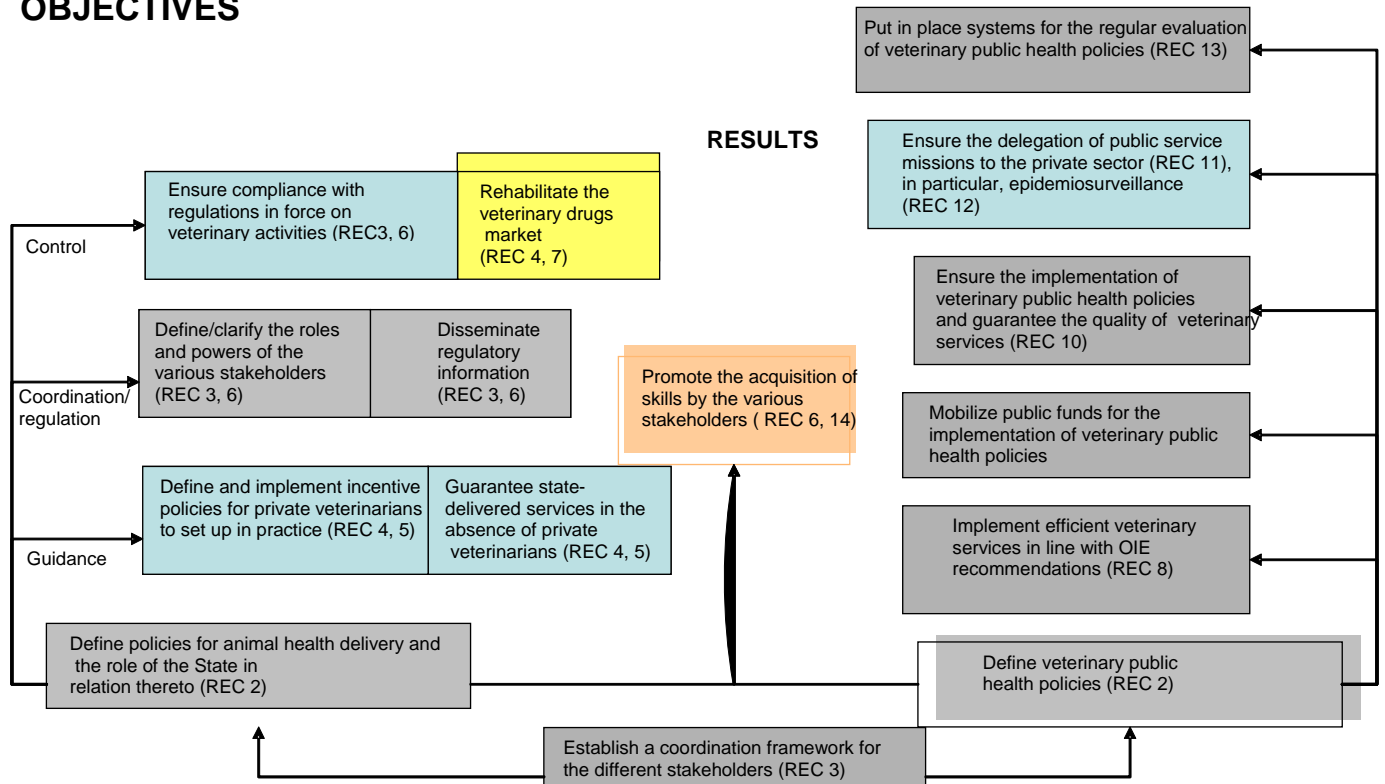 OBJECTIVES
Put in place systems for the regular evaluation
of veterinary public health policies (REC 13)
RESULTS
Ensure the delegation of public service
missions to the private sector (REC 11),
in particular, epidemiosurveillance
(REC 12)
Ensure compliance with
regulations in force on
veterinary activities (REC3, 6)
Rehabilitate the
veterinary drugs
market
(REC 4, 7)
Control
Ensure the implementation of
veterinary public health policies
and guarantee the quality of veterinary
services (REC 10)
Define/clarify the roles
and powers of the
various stakeholders
(REC 3, 6)
Disseminate
regulatory
information
(REC 3, 6)
Coordination/
regulation
Promote the acquisition of
skills by the various
stakeholders ( REC 6, 14)
Mobilize public funds for the
implementation of veterinary public
health policies
Define and implement incentive
policies for private veterinarians
to set up in practice (REC 4, 5)
Guarantee state-
delivered services in the
absence of private
veterinarians (REC 4, 5)
Guidance
Implement efficient veterinary
services in line with OIE
recommendations (REC 8)
Define policies for animal health delivery and
the role of the State in
relation thereto (REC 2)
Define veterinary public
health policies (REC 2)
Establish a coordination framework for
the different stakeholders (REC 3)